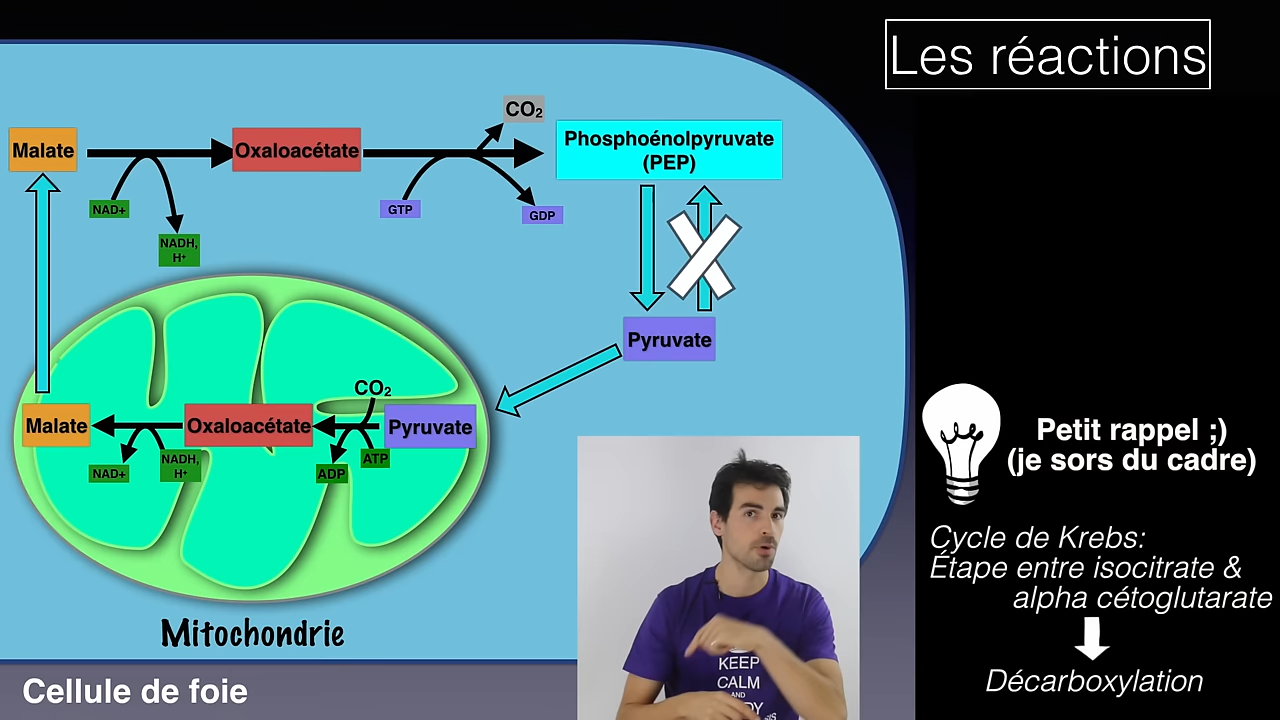 Les réactions
CO₂
Malate
Oxaloacétate
Phosphoénolpyruvate
(PEP)
NAD+
GTP
GDP
NADH,
H⁺
Pyruvate
CO₂
Malate
Oxaloacétate
Pyruvate
NAD+
NADH,
H⁺
ADP
ATP
Mitochondrie
Cellule de foie
Petit rappel ;)
(je sors du cadre)
Cycle de Krebs:
Étape entre isocitrate &
alpha cétoglutarate
Décarboxylation
KEEP
CALM
AND